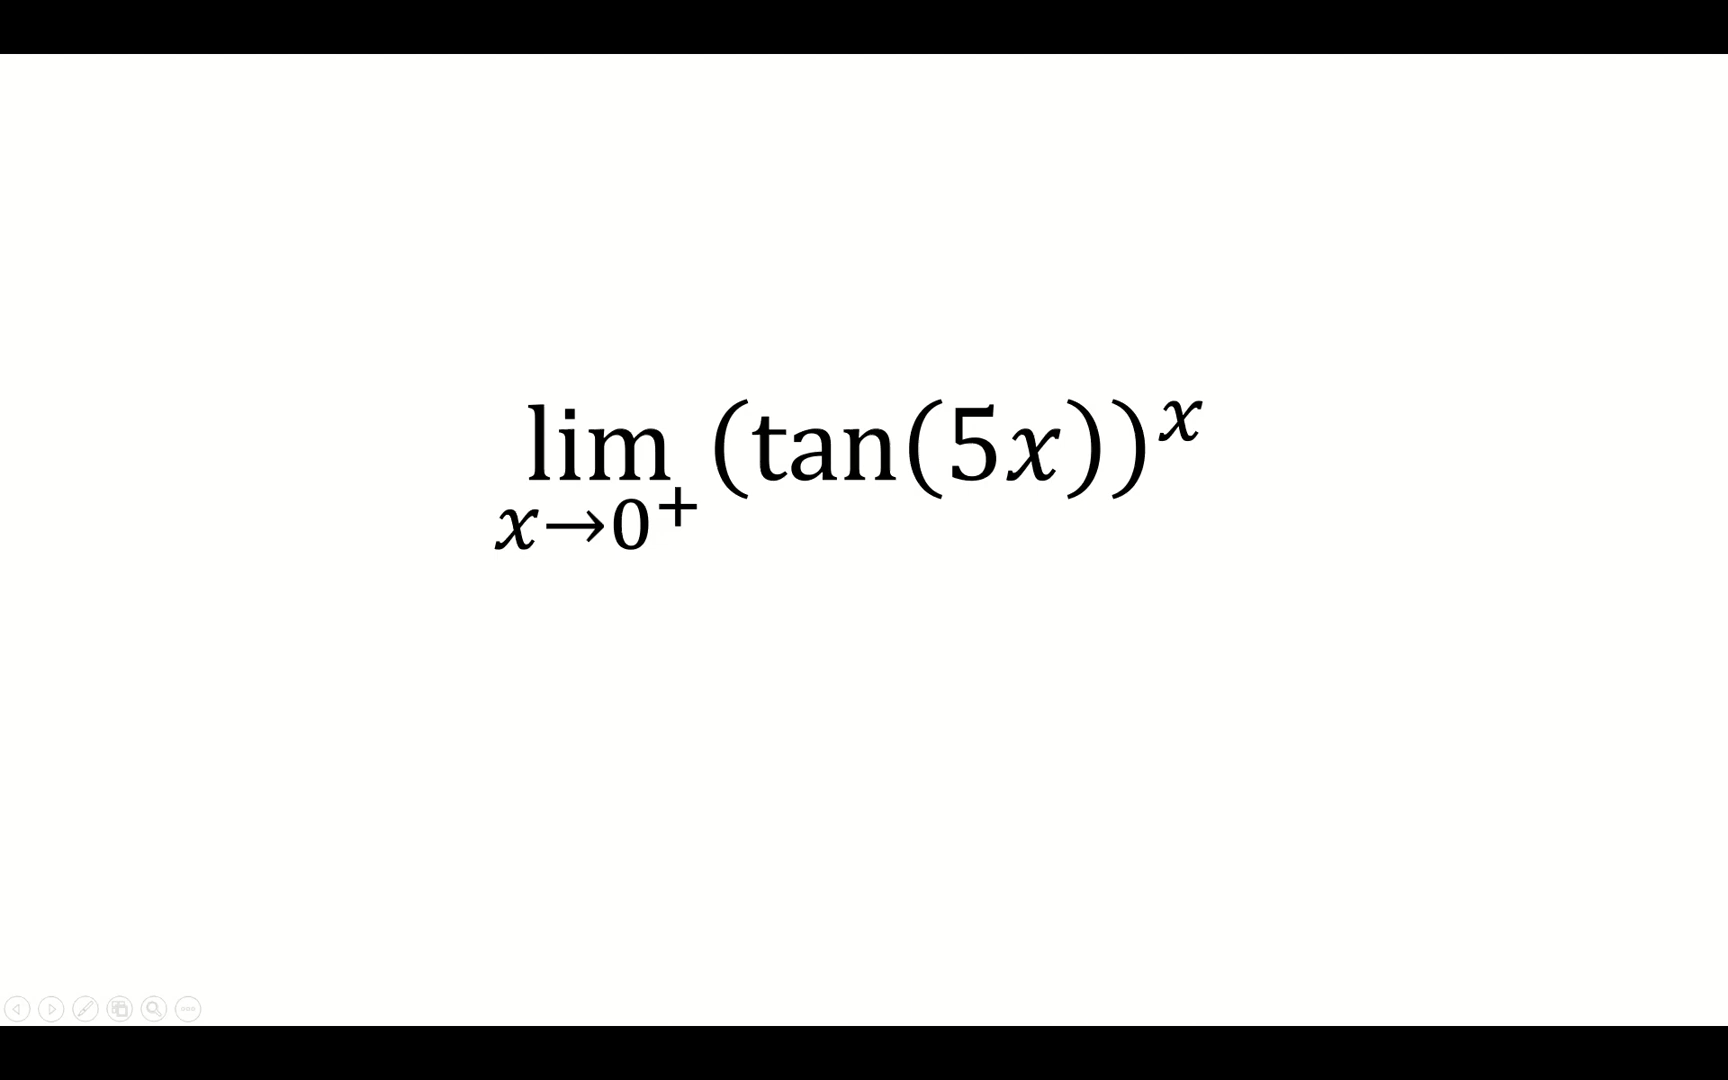 lim (tan(5x))^x
x→0⁺